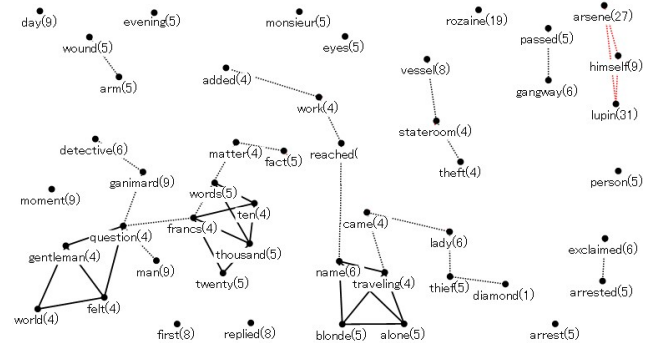 day(9)
evening(5)
monsieur(5)
rozaine(19)
arsene(27)
wound(5)
eyes(5)
passed(5)
arm(5)
added(4)
vessel(8)
himself(9)
work(4)
gangway(6)
lupin(31)
stateroom(4)
detective(6)
matter(4)
fact(5)
reached(
theft(4)
ganimard(9)
person(5)
moment(9)
words(5)
ten(4)
came(4)
question(4)
francs(4)
lady(6)
exclaimed(6)
gentleman(4)
thousand(5)
man(9)
name(6)
traveling(4)
twenty(5)
thief(5)
diamond(1)
arrested(5)
felt(4)
world(4)
first(8)
replied(8)
blonde(5)
alone(5)
arrest(5)